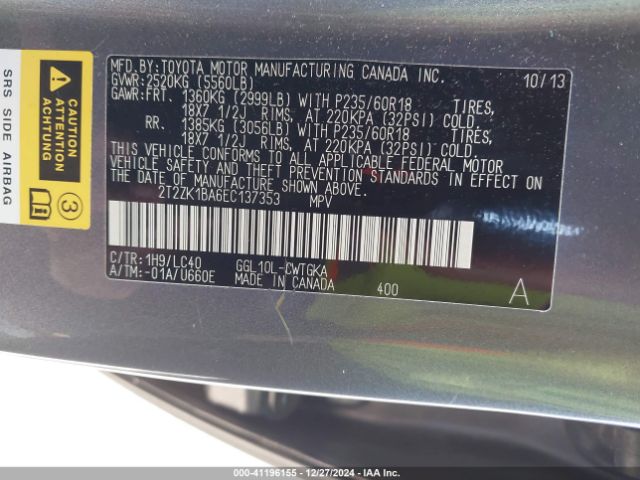 MFD.BY:TOYOTA MOTOR MANUFACTURING CANADA INC. 10/13
GVWR:2520KG (5560LB)
GAWR:FRT. 1360KG (2999LB) WITH P235/60R18 TIRES,
18X7 1/2J RIMS, AT 220KPA (32PSI) COLD
RR. 1385KG (3056LB) WITH P235/60R18 TIRES,
18X7 1/2J RIMS, AT 220KPA (32PSI) COLD
THIS VEHICLE CONFORMS TO ALL APPLICABLE FEDERAL MOTOR
VEHICLE SAFETY AND THEFT PREVENTION STANDARDS IN EFFECT ON
THE DATE OF MANUFACTURE SHOWN ABOVE.
2T2ZK1BA6EC137353 MPV
C/TR:1H9/LC40 GGL10L-CWTGKA
A/TM:-01A/U660E MADE IN CANADA 400 A
SRS SIDE AIRBAG
CAUTION
ATTENTION
ACHTUNG
3
000-41196155 - 12/27/2024 - IAA Inc.